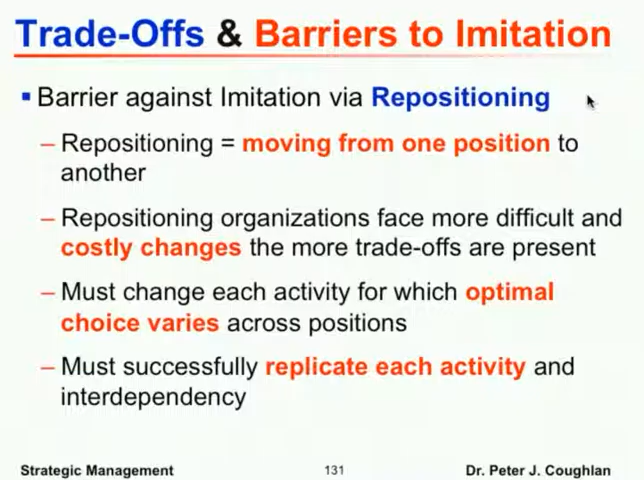 Trade-Offs & Barriers to Imitation
▪ Barrier against Imitation via Repositioning
– Repositioning = moving from one position to
another
– Repositioning organizations face more difficult and
costly changes the more trade-offs are present
– Must change each activity for which optimal
choice varies across positions
– Must successfully replicate each activity and
interdependency
Strategic Management 131 Dr. Peter J. Coughlan